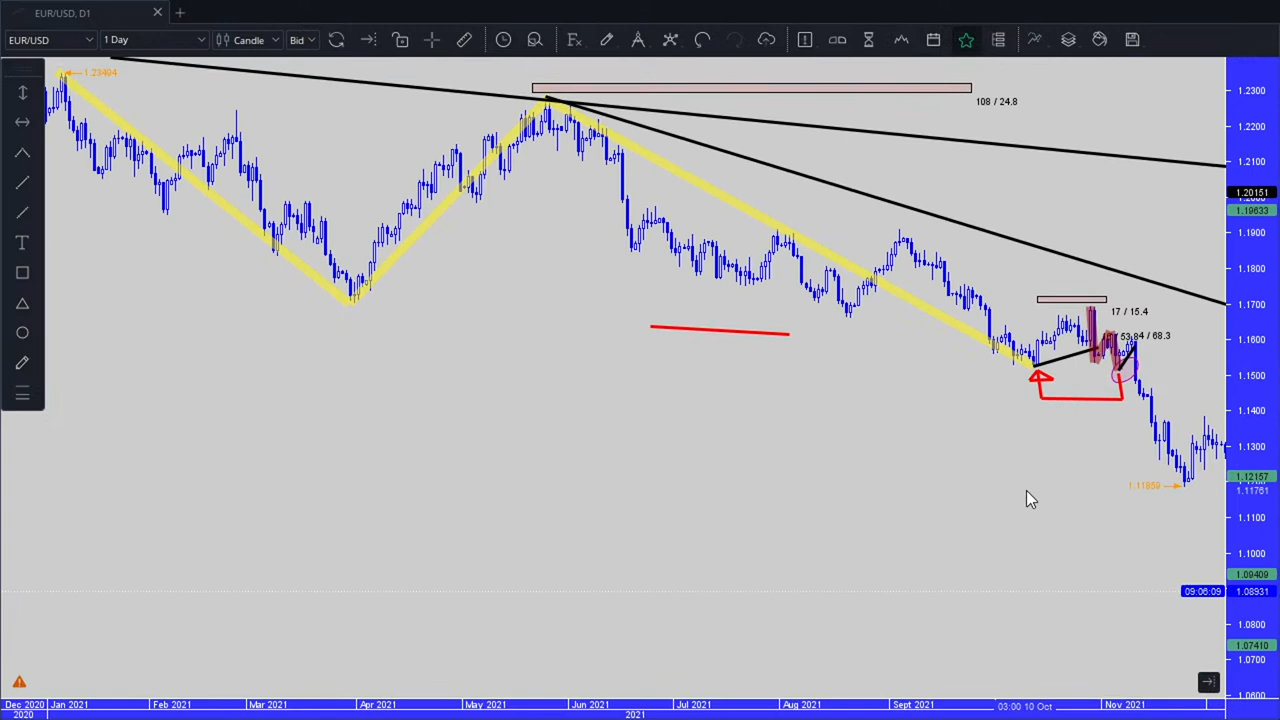 EUR/USD, D1
EUR/USD
1 Day
Candle
Bid
1.23404
108 / 24.8
17 / 15.4
4 / 68.3
1.11859
1.2300
1.2200
1.2100
1.20151
1.19633
1.1900
1.1800
1.1700
1.1600
1.1500
1.1400
1.1300
1.12157
1.11761
1.1100
1.1000
1.09409
09:06:09
1.08931
1.0800
1.07410
1.0700
1.0600
Dec 2020
Jan 2021
Feb 2021
Mar 2021
Apr 2021
May 2021
Jun 2021
Jul 2021
Aug 2021
Sept 2021
03:00 10 Oct
Nov 2021
2020
2021